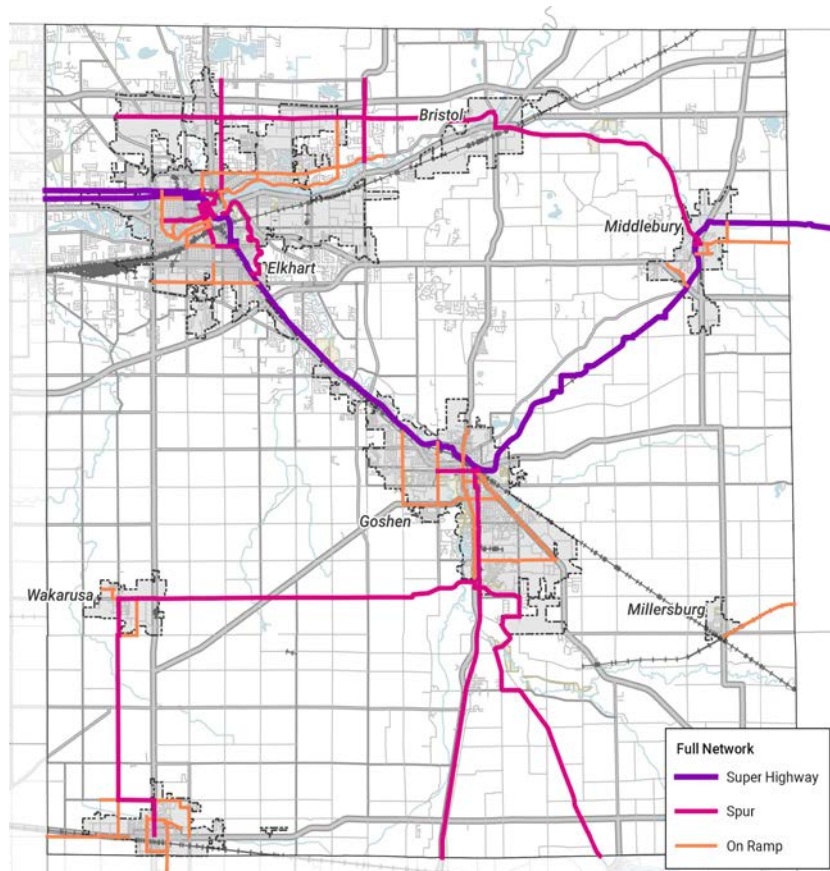 Bristol
Middlebury
Elkhart
Goshen
Wakarusa
Millersburg
Full Network
Super Highway
Spur
On Ramp